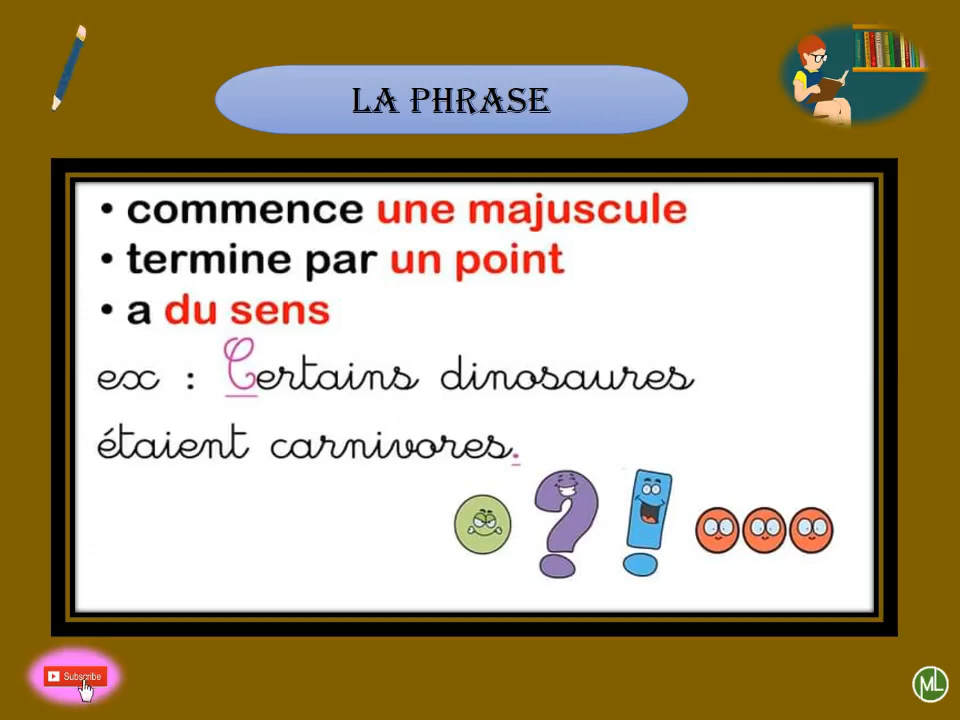 LA PHRASE
• commence une majuscule
• termine par un point
• a du sens
ex : Certains dinosaures
étaient carnivores.
? ! ...
Subscribe
ML